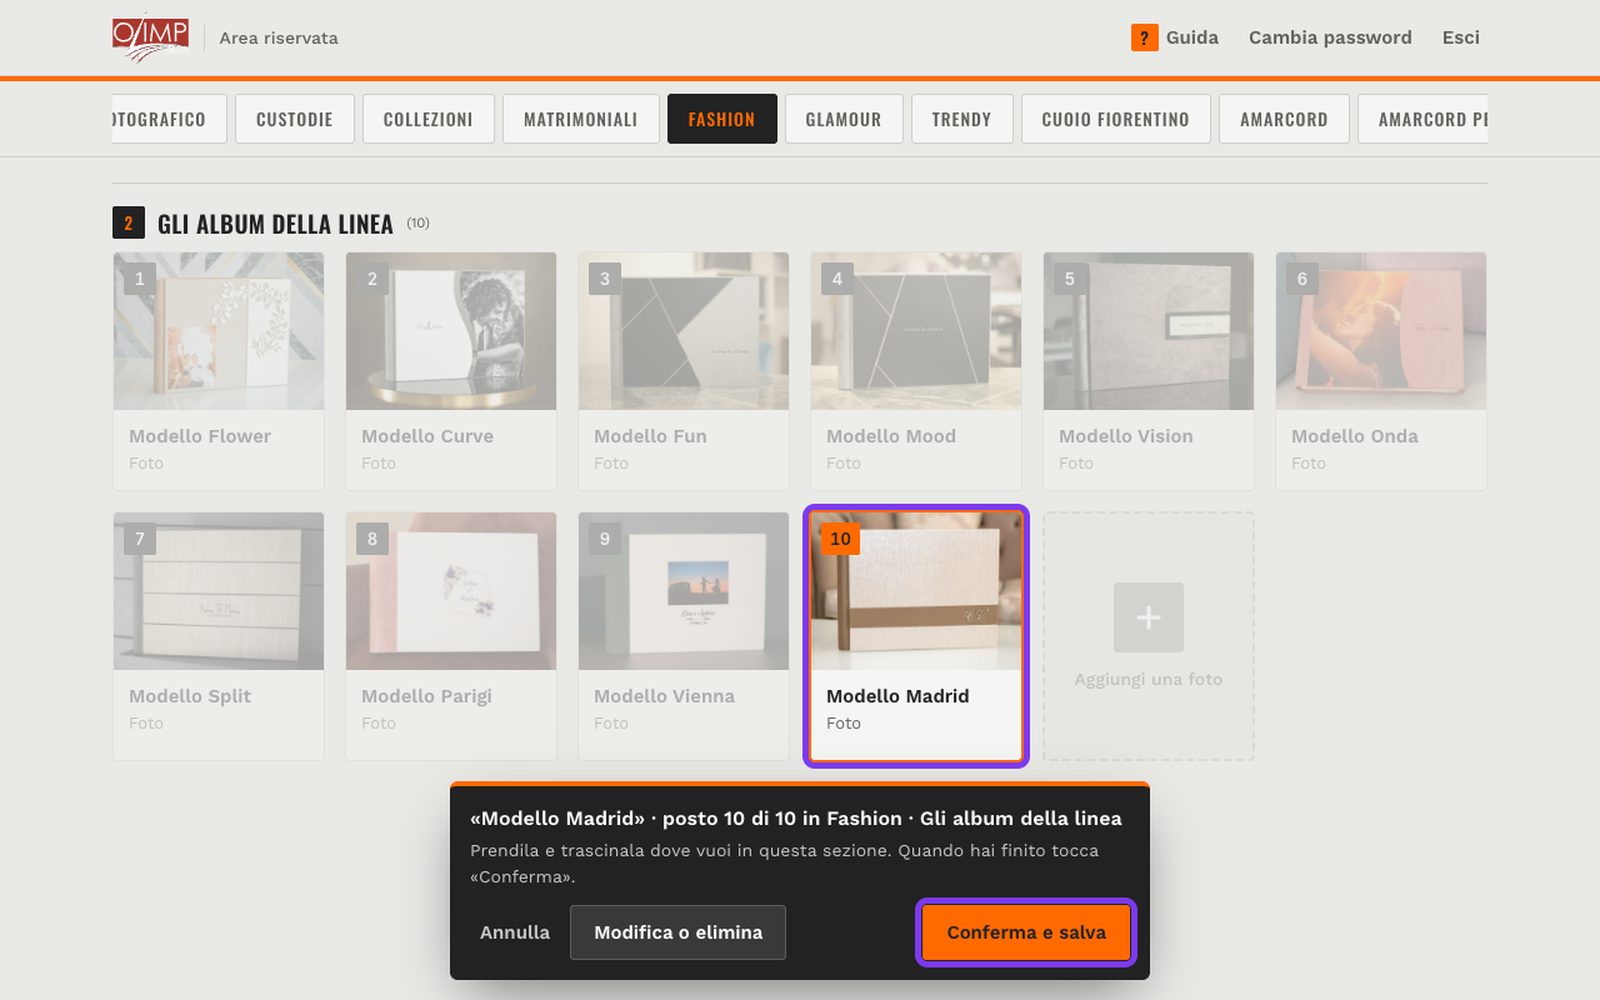 OLIMP
Area riservata
? Guida
Cambia password
Esci
OTOGRAFICO
CUSTODIE
COLLEZIONI
MATRIMONIALI
FASHION
GLAMOUR
TRENDY
CUOIO FIORENTINO
AMARCORD
AMARCORD PE
2 GLI ALBUM DELLA LINEA (10)
1
Modello Flower
Foto
2
Modello Curve
Foto
3
Modello Fun
Foto
4
Modello Mood
Foto
5
Modello Vision
Foto
6
Modello Onda
Foto
7
Modello Split
Foto
8
Modello Parigi
Foto
9
Modello Vienna
Foto
10
Modello Madrid
Foto
+
Aggiungi una foto
«Modello Madrid» · posto 10 di 10 in Fashion · Gli album della linea
Prendila e trascinala dove vuoi in questa sezione. Quando hai finito tocca
«Conferma».
Annulla
Modifica o elimina
Conferma e salva